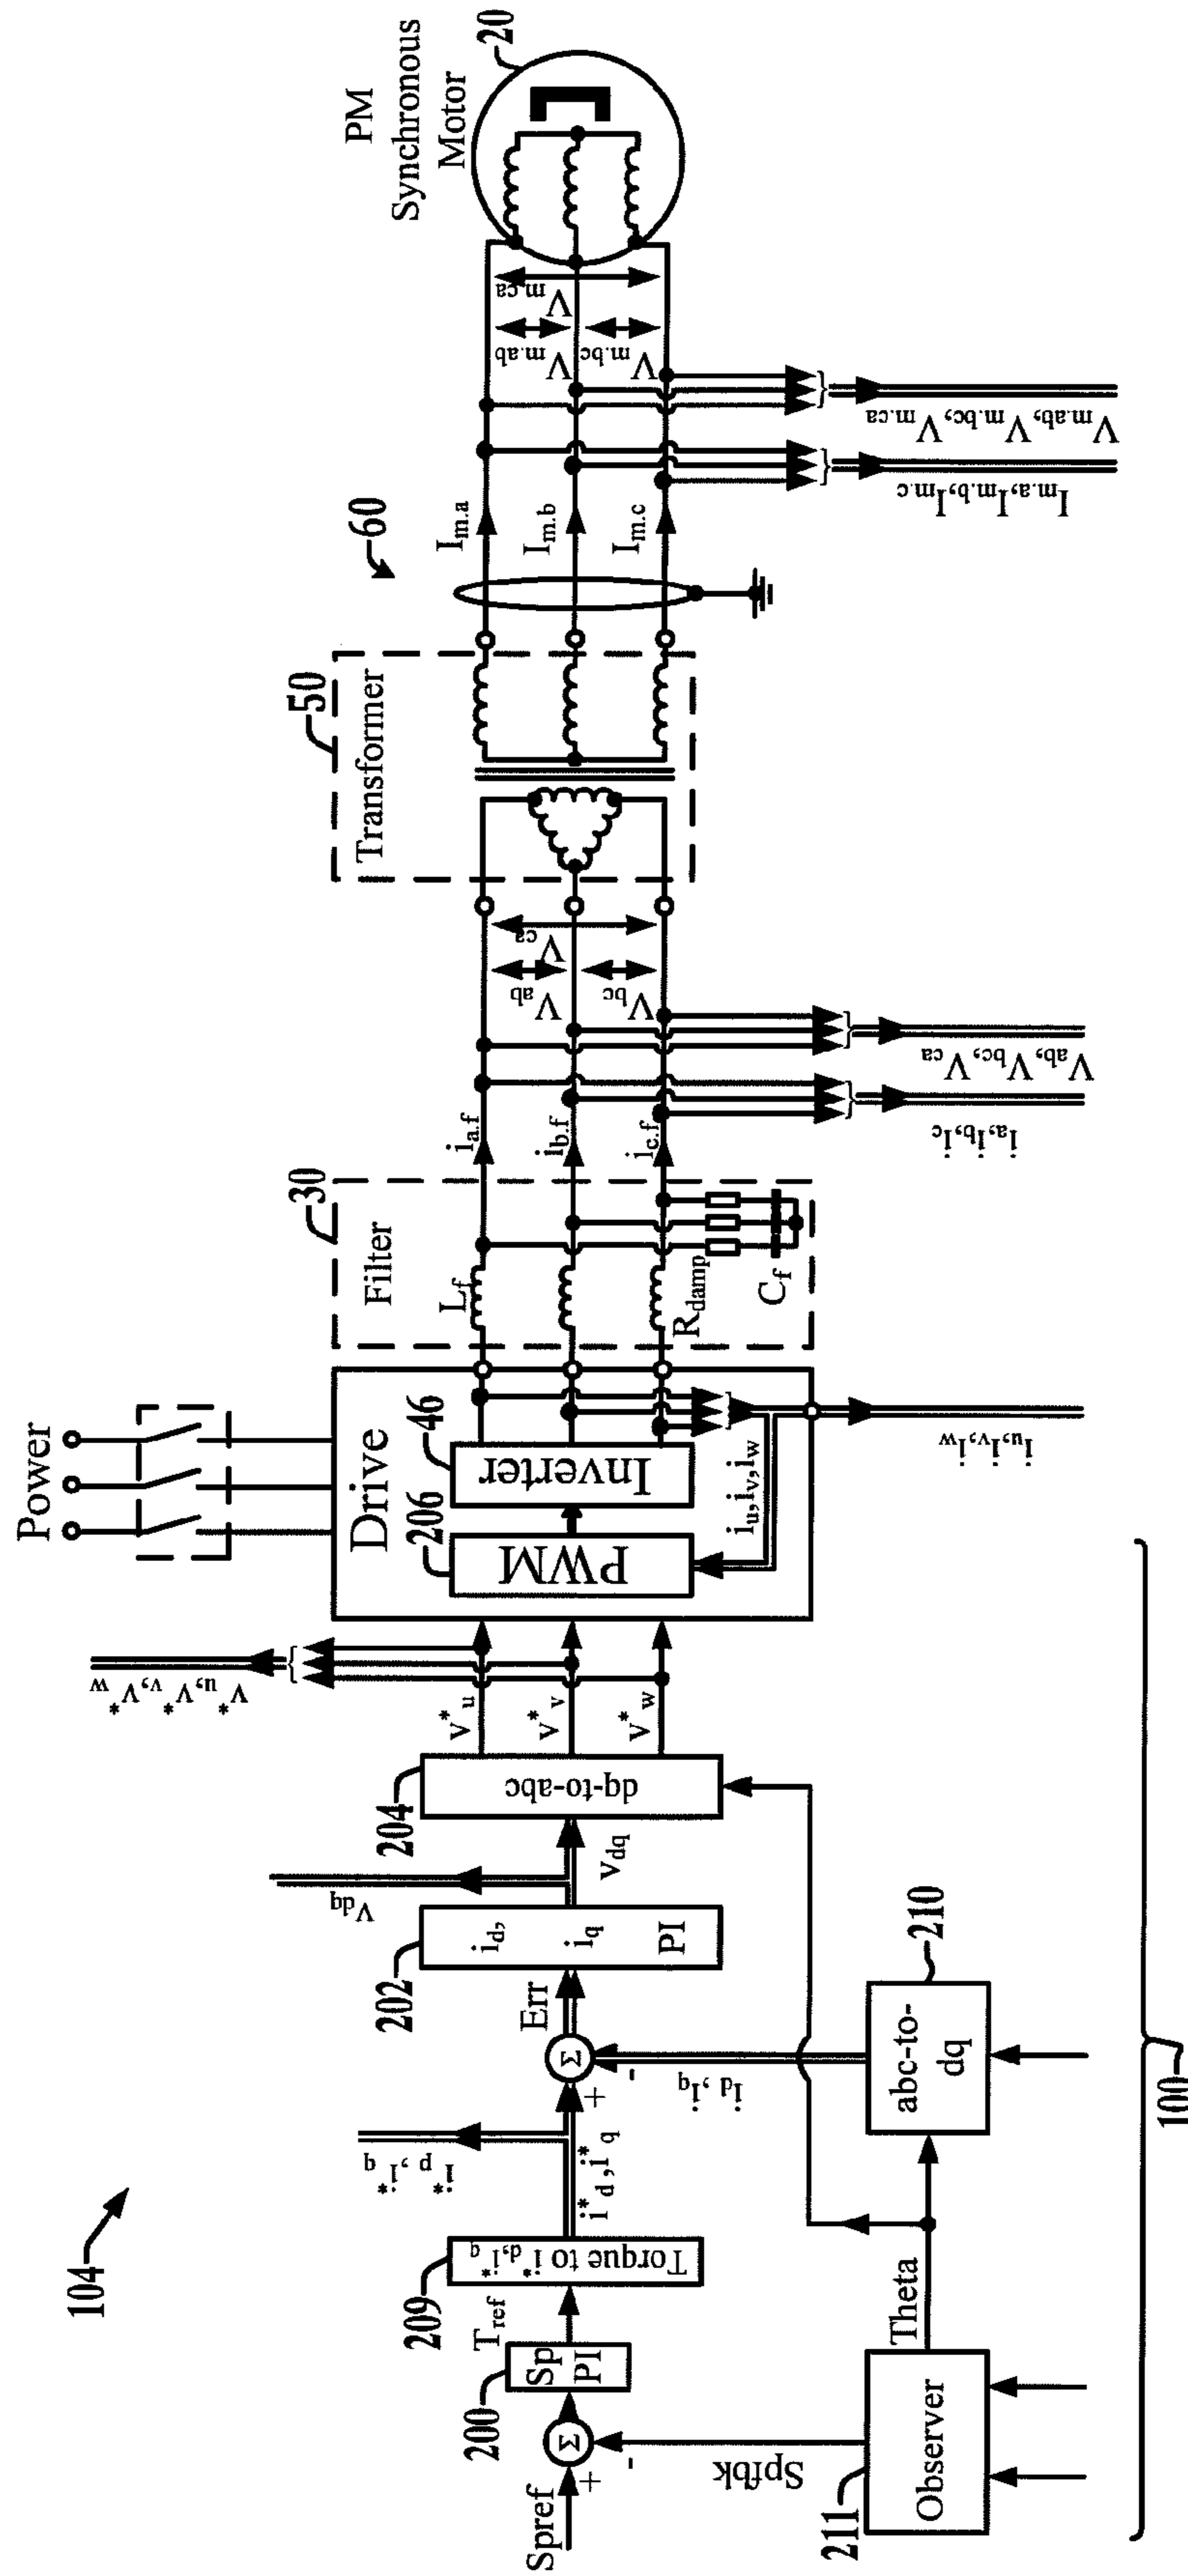 104
Spref
+
-
Σ
Spfbk
200
Sp
PI
T_ref
209
Torque to i*_d,i*_q
i*_d,i*_q
i*_p, i*_q
+
-
Σ
Err
i_d, i_q
202
i_d,
i_q
PI
V_dq
v_dq
204
dq-to-abc
v*_u
v*_v
v*_w
V*_u, V*_v, V*_w
211
Observer
Theta
210
abc-to-
dq
100
Power
Drive
206
PWM
46
Inverter
i_u,i_v,i_w
i_u,i_v,i_w
30
Filter
L_f
R_damp
C_f
i_a.f
i_b.f
i_c.f
i_a,i_b,i_c
V_ab, V_bc, V_ca
V_ab
V_bc
V_ca
50
Transformer
60
I_m.a
I_m.b
I_m.c
I_m.a,I_m.b,I_m.c
V_m.ab, V_m.bc, V_m.ca
V_m.ab
V_m.bc
V_m.ca
PM
Synchronous
Motor
20